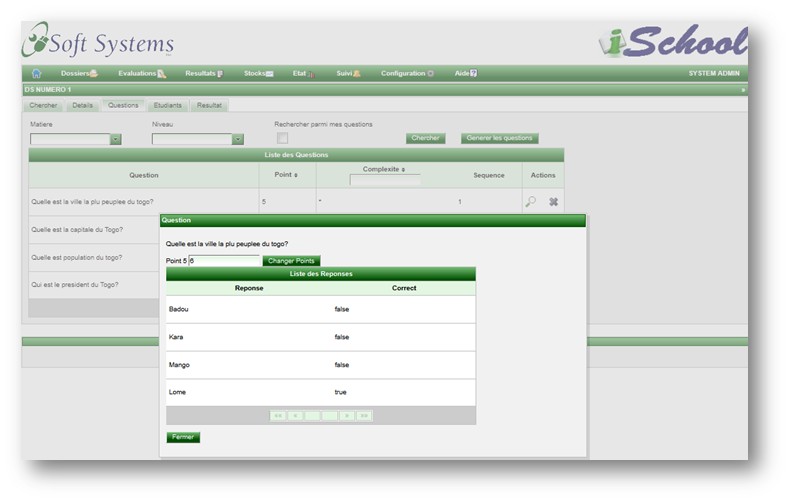 Soft Systems Inc
iSchool
Dossiers Evaluations Resultats Stocks Etat Suivi Configuration Aide SYSTEM ADMIN
DS NUMERO 1 »
Chercher Details Questions Etudiants Resultat
Matiere Niveau Rechercher parmi mes questions
Chercher Generer les questions
Liste des Questions
Question Point Complexite Sequence Actions
Quelle est la ville la plu peuplee du togo? 5 * 1
Quelle est la capitale du Togo?
Quelle est population du togo?
Qui est le president du Togo?
Question
Quelle est la ville la plu peuplee du togo?
Point 5 6 Changer Points
Liste des Reponses
Reponse Correct
Badou false
Kara false
Mango false
Lome true
«« « » »»
Fermer